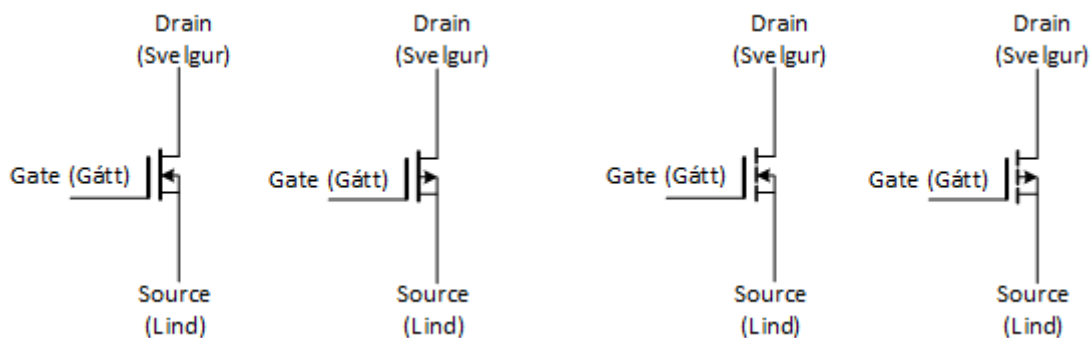 Drain
(Svelgur)
Drain
(Svelgur)
Drain
(Svelgur)
Drain
(Svelgur)
Gate (Gátt)
Gate (Gátt)
Gate (Gátt)
Gate (Gátt)
Source
(Lind)
Source
(Lind)
Source
(Lind)
Source
(Lind)